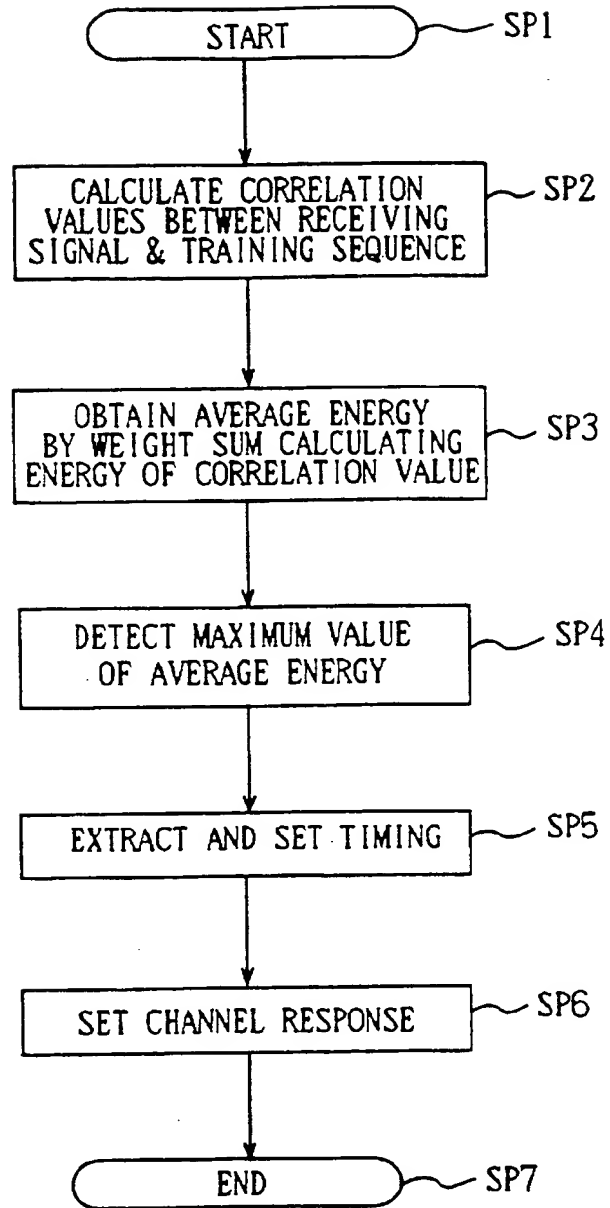 START
SP1
CALCULATE CORRELATION
VALUES BETWEEN RECEIVING
SIGNAL & TRAINING SEQUENCE
SP2
OBTAIN AVERAGE ENERGY
BY WEIGHT SUM CALCULATING
ENERGY OF CORRELATION VALUE
SP3
DETECT MAXIMUM VALUE
OF AVERAGE ENERGY
SP4
EXTRACT AND SET TIMING
SP5
SET CHANNEL RESPONSE
SP6
END
SP7